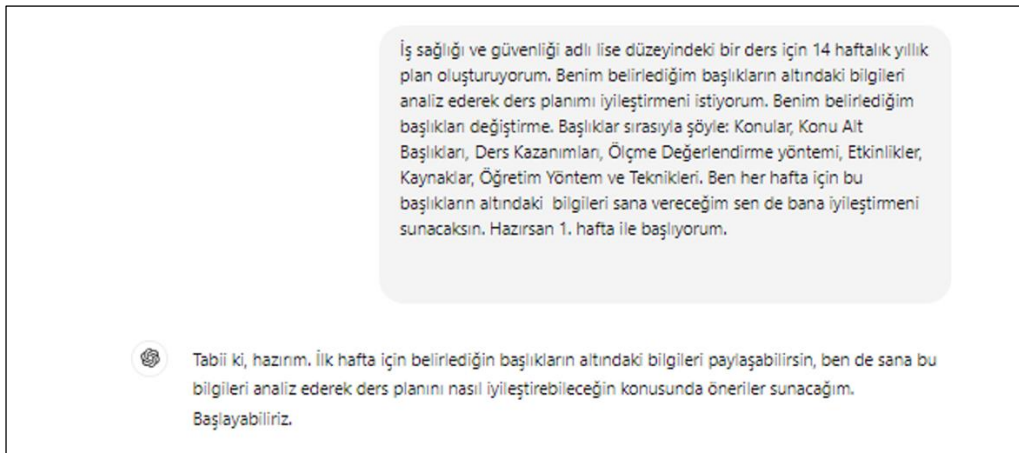 İş sağlığı ve güvenliği adlı lise düzeyindeki bir ders için 14 haftalık yıllık
plan oluşturuyorum. Benim belirlediğim başlıkların altındaki bilgileri
analiz ederek ders planımı iyileştirmeni istiyorum. Benim belirlediğim
başlıkları değiştirme. Başlıklar sırasıyla şöyle: Konular, Konu Alt
Başlıkları, Ders Kazanımları, Ölçme Değerlendirme yöntemi, Etkinlikler,
Kaynaklar, Öğretim Yöntem ve Teknikleri. Ben her hafta için bu
başlıkların altındaki bilgileri sana vereceğim sen de bana iyileştirmeni
sunacaksın. Hazırsan 1. hafta ile başlıyorum.
Tabii ki, hazırım. İlk hafta için belirlediğin başlıkların altındaki bilgileri paylaşabilirsin, ben de sana bu
bilgileri analiz ederek ders planını nasıl iyileştirebileceğin konusunda öneriler sunacağım.
Başlayabiliriz.